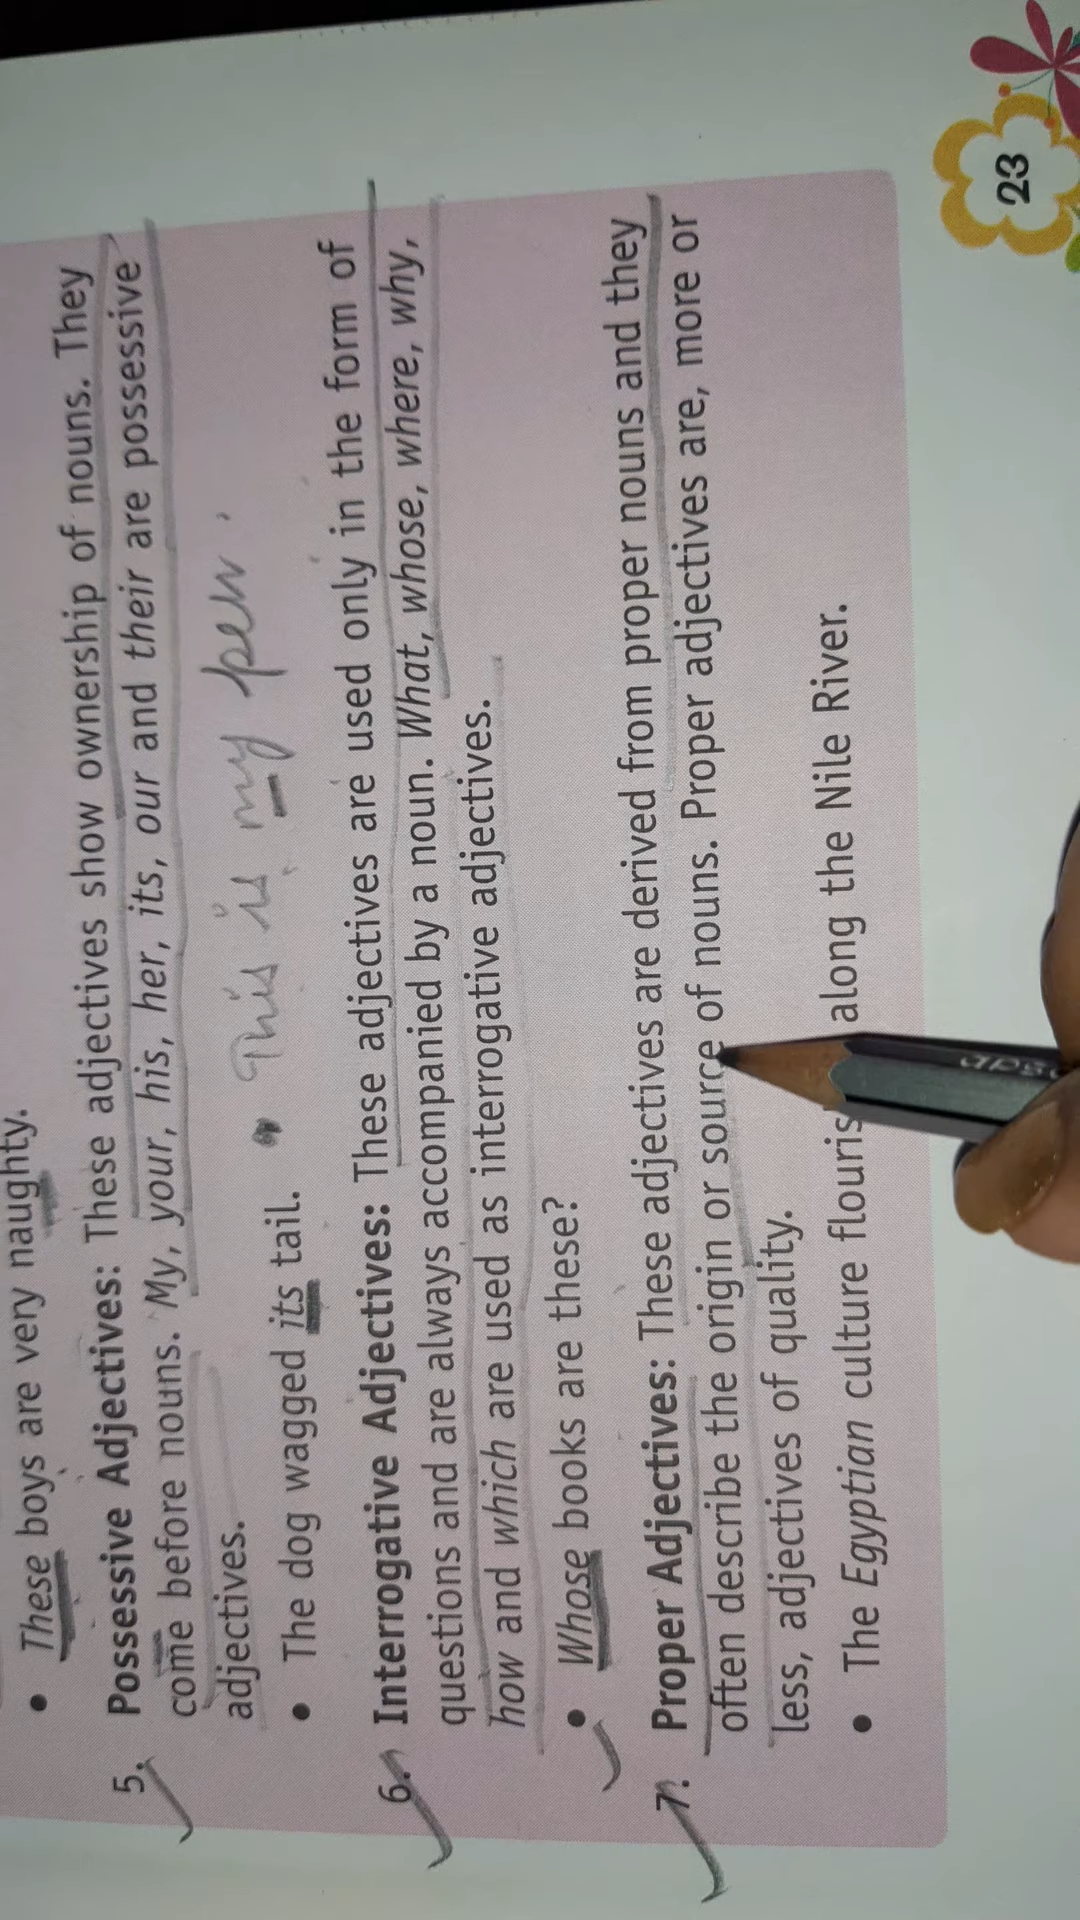 • These boys are very naughty.
5. Possessive Adjectives: These adjectives show ownership of nouns. They
come before nouns. My, your, his, her, its, our and their are possessive
adjectives.
• The dog wagged its tail. • This is my pen.
6. Interrogative Adjectives: These adjectives are used only in the form of
questions and are always accompanied by a noun. What, whose, where, why,
how and which are used as interrogative adjectives.
• Whose books are these?
7. Proper Adjectives: These adjectives are derived from proper nouns and they
often describe the origin or source of nouns. Proper adjectives are, more or
less, adjectives of quality.
• The Egyptian culture flouris along the Nile River.
23